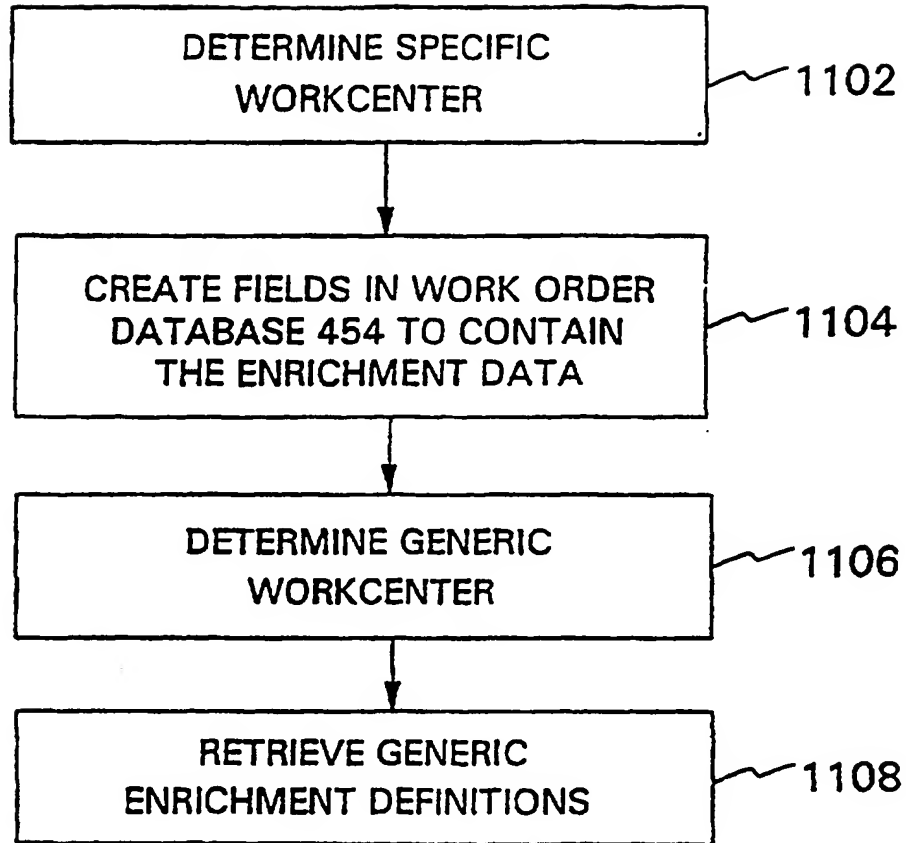 DETERMINE SPECIFIC
WORKCENTER
1102
CREATE FIELDS IN WORK ORDER
DATABASE 454 TO CONTAIN
THE ENRICHMENT DATA
1104
DETERMINE GENERIC
WORKCENTER
1106
RETRIEVE GENERIC
ENRICHMENT DEFINITIONS
1108